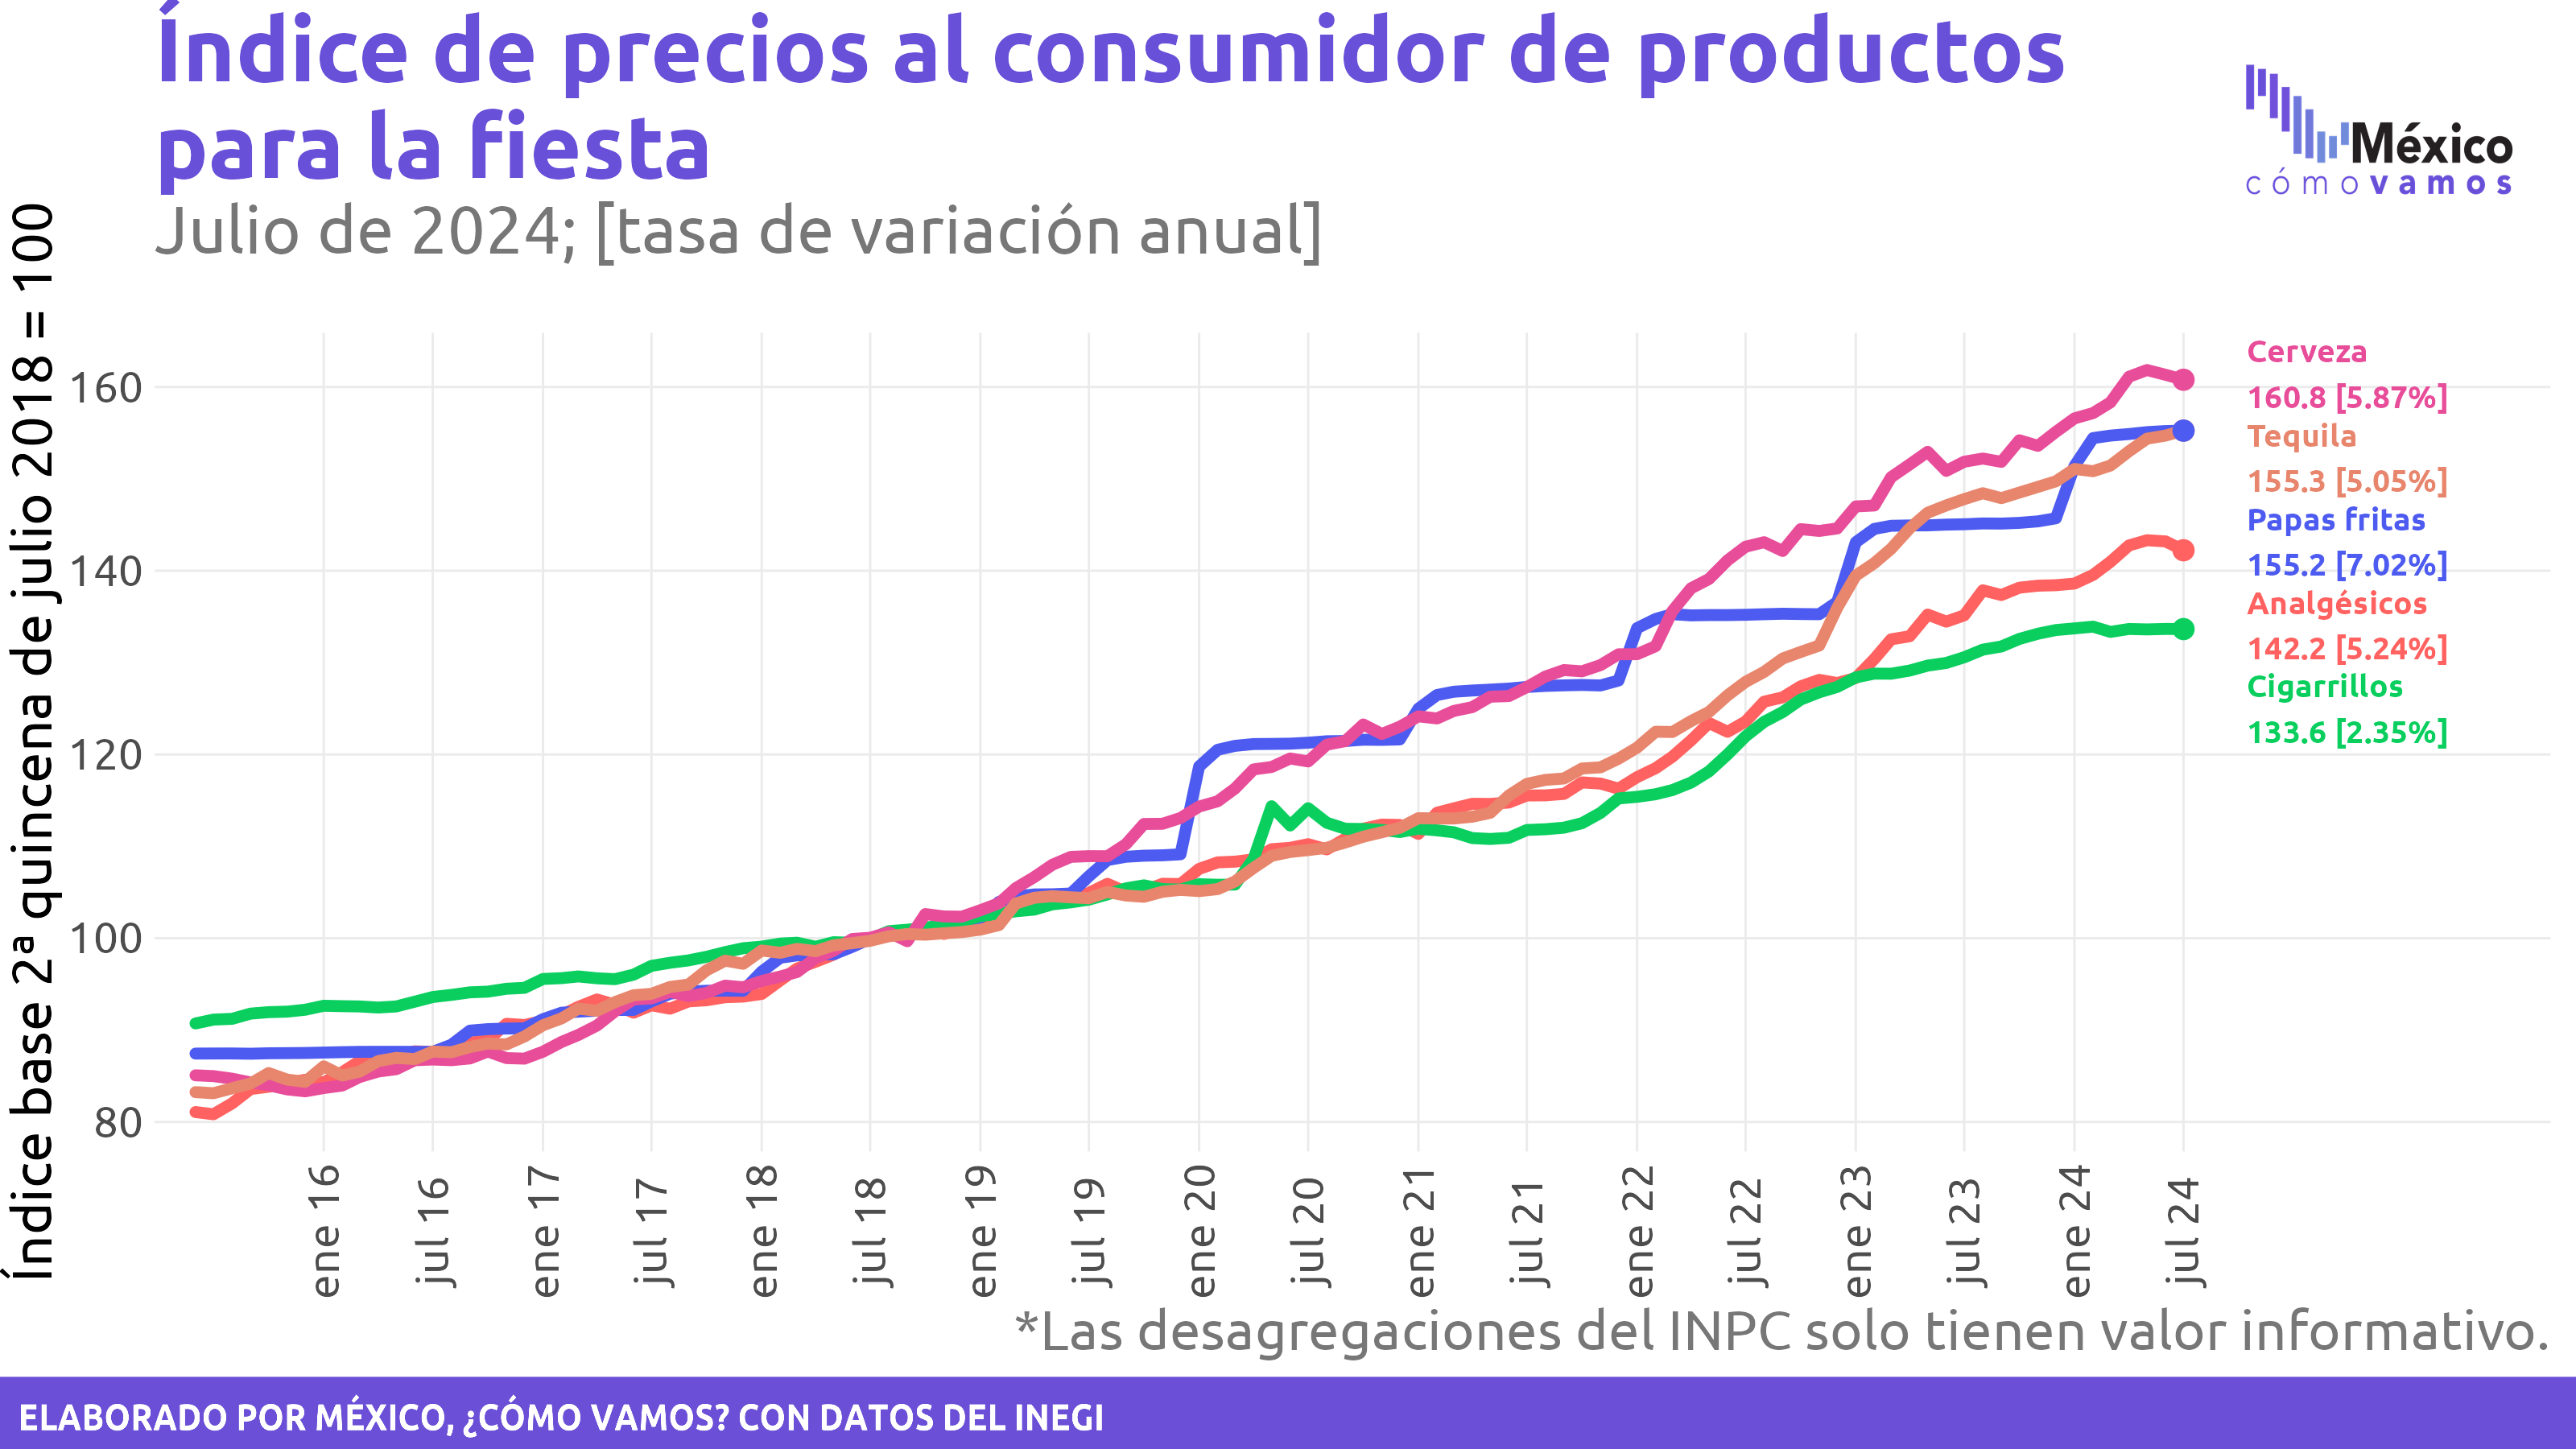 Índice de precios al consumidor de productos
para la fiesta
Julio de 2024; [tasa de variación anual]
México
cómovamos
Índice base 2ª quincena de julio 2018 = 100
160
140
120
100
80
Cerveza
160.8 [5.87%]
Tequila
155.3 [5.05%]
Papas fritas
155.2 [7.02%]
Analgésicos
142.2 [5.24%]
Cigarrillos
133.6 [2.35%]
ene 16
jul 16
ene 17
jul 17
ene 18
jul 18
ene 19
jul 19
ene 20
jul 20
ene 21
jul 21
ene 22
jul 22
ene 23
jul 23
ene 24
jul 24
*Las desagregaciones del INPC solo tienen valor informativo.
ELABORADO POR MÉXICO, ¿CÓMO VAMOS? CON DATOS DEL INEGI